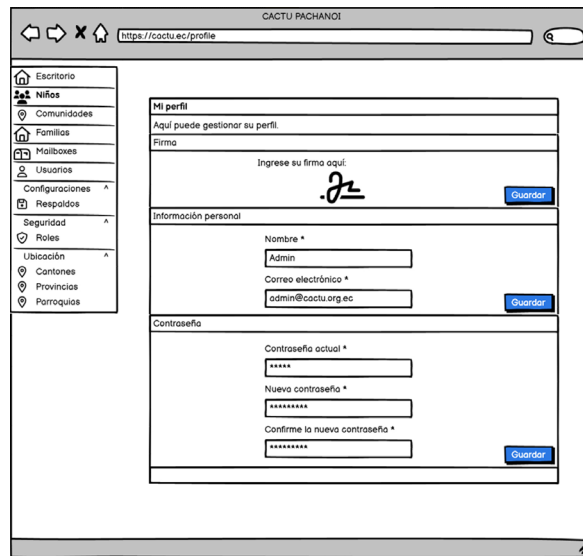 CACTU PACHANOI
https://cactu.ec/profile
Escritorio
Niños
Comunidades
Familias
Mailboxes
Usuarios
Configuraciones ^
Respaldos
Seguridad ^
Roles
Ubicación ^
Cantones
Provincias
Parroquias
Mi perfil
Aquí puede gestionar su perfil.
Firma
Ingrese su firma aquí:
Guardar
Información personal
Nombre *
Admin
Correo electrónico *
admin@cactu.org.ec
Guardar
Contraseña
Contraseña actual *
*****
Nueva contraseña *
*********
Confirme la nueva contraseña *
*********
Guardar